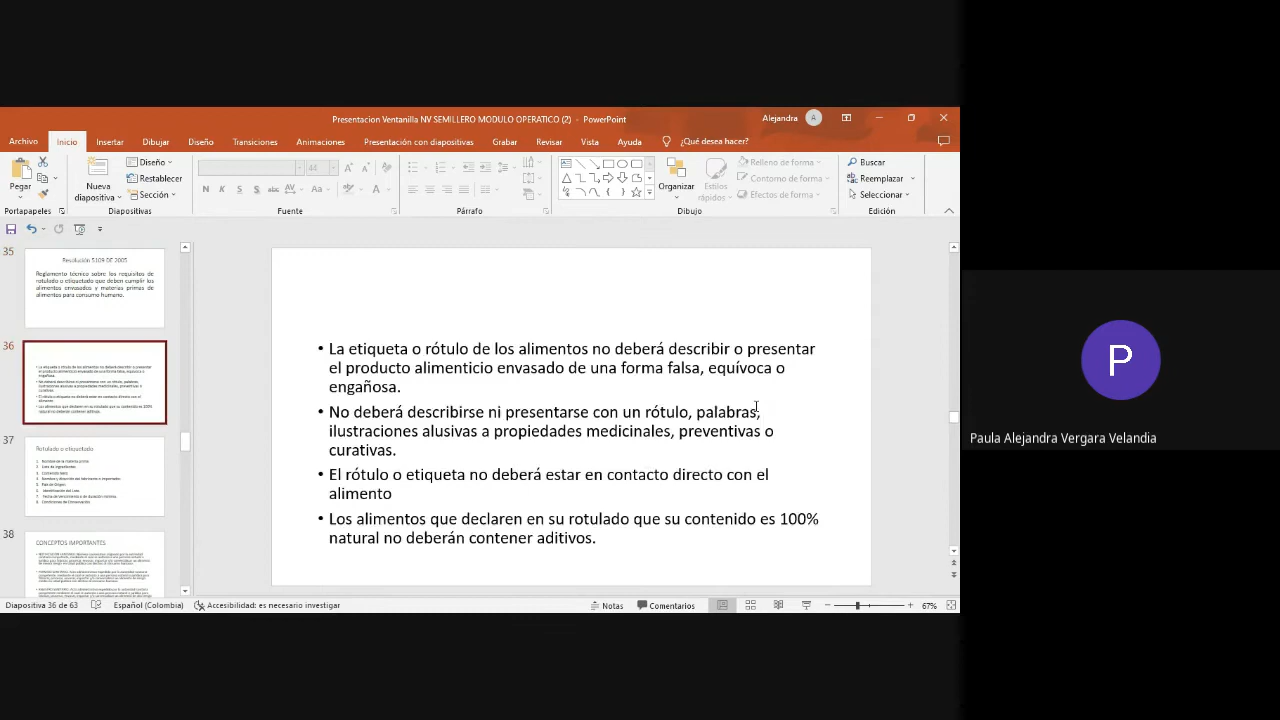 Presentacion Ventanilla NV SEMILLERO MODULO OPERATICO (2) - PowerPoint
Alejandra A
Archivo Inicio Insertar Dibujar Diseño Transiciones Animaciones Presentación con diapositivas Grabar Revisar Vista Ayuda ¿Qué desea hacer?
Pegar
Nueva diapositiva
Diseño
Restablecer
Sección
44
N K S S ab AV Aa A
Organizar
Estilos rápidos
Relleno de forma
Contorno de forma
Efectos de forma
Buscar
Reemplazar
Seleccionar
Portapapeles Diapositivas Fuente Párrafo Dibujo Edición
35
Resolución 5109 DE 2005
Reglamento técnico sobre los requisitos de
rotulado o etiquetado que deben cumplir los
alimentos envasados y materias primas de
alimentos para consumo humano.
36
37
Rotulado o etiquetado
38
CONCEPTOS IMPORTANTES
• La etiqueta o rótulo de los alimentos no deberá describir o presentar
el producto alimenticio envasado de una forma falsa, equívoca o
engañosa.
• No deberá describirse ni presentarse con un rótulo, palabras,
ilustraciones alusivas a propiedades medicinales, preventivas o
curativas.
• El rótulo o etiqueta no deberá estar en contacto directo con el
alimento
• Los alimentos que declaren en su rotulado que su contenido es 100%
natural no deberán contener aditivos.
P
Paula Alejandra Vergara Velandia
Diapositiva 36 de 63 Español (Colombia) Accesibilidad: es necesario investigar Notas Comentarios 67%